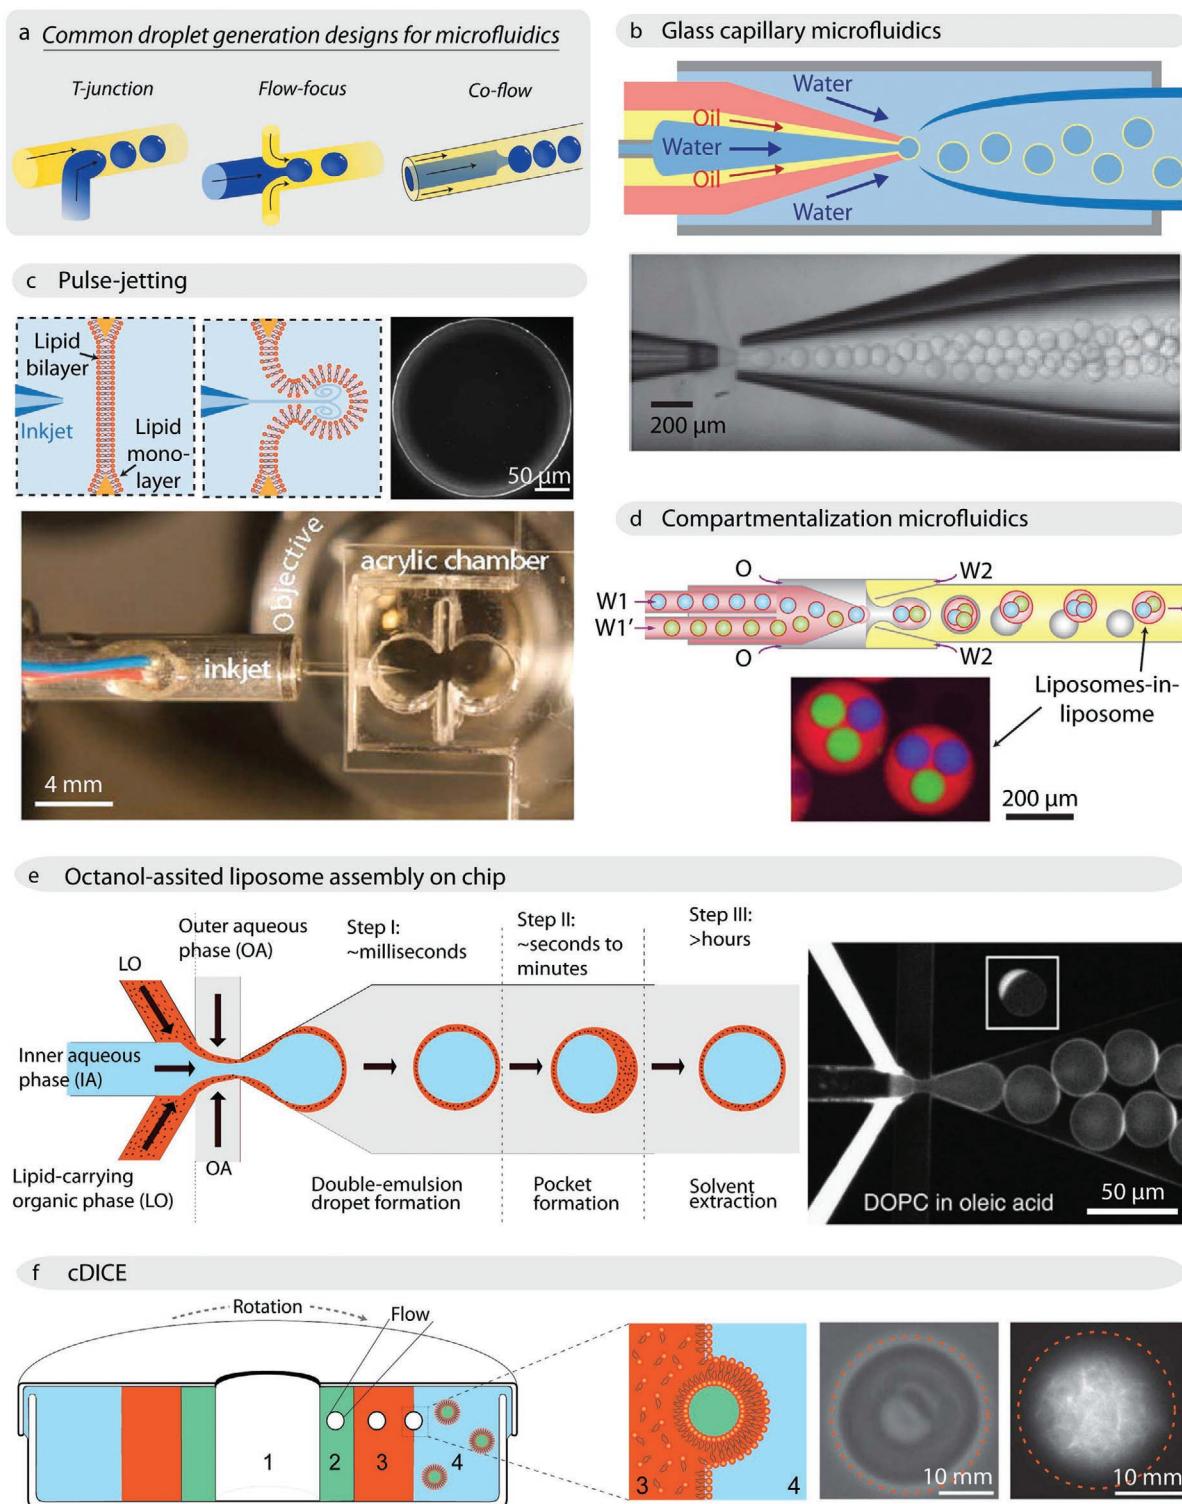 a Common droplet generation designs for microfluidics
T-junction
Flow-focus
Co-flow
b Glass capillary microfluidics
Water
Oil
Water
Oil
Water
200 µm
c Pulse-jetting
Lipid
bilayer
Inkjet
Lipid
mono-
layer
50 µm
Objective
acrylic chamber
inkjet
4 mm
d Compartmentalization microfluidics
O
W2
W1
W1'
O
W2
Liposomes-in-
liposome
200 µm
e Octanol-assited liposome assembly on chip
Outer aqueous
phase (OA)
Step I:
~milliseconds
Step II:
~seconds to
minutes
Step III:
>hours
LO
Inner aqueous
phase (IA)
OA
Lipid-carrying
organic phase (LO)
Double-emulsion
dropet formation
Pocket
formation
Solvent
extraction
DOPC in oleic acid
50 µm
f cDICE
Rotation
Flow
1
2
3
4
3
4
10 mm
10 mm